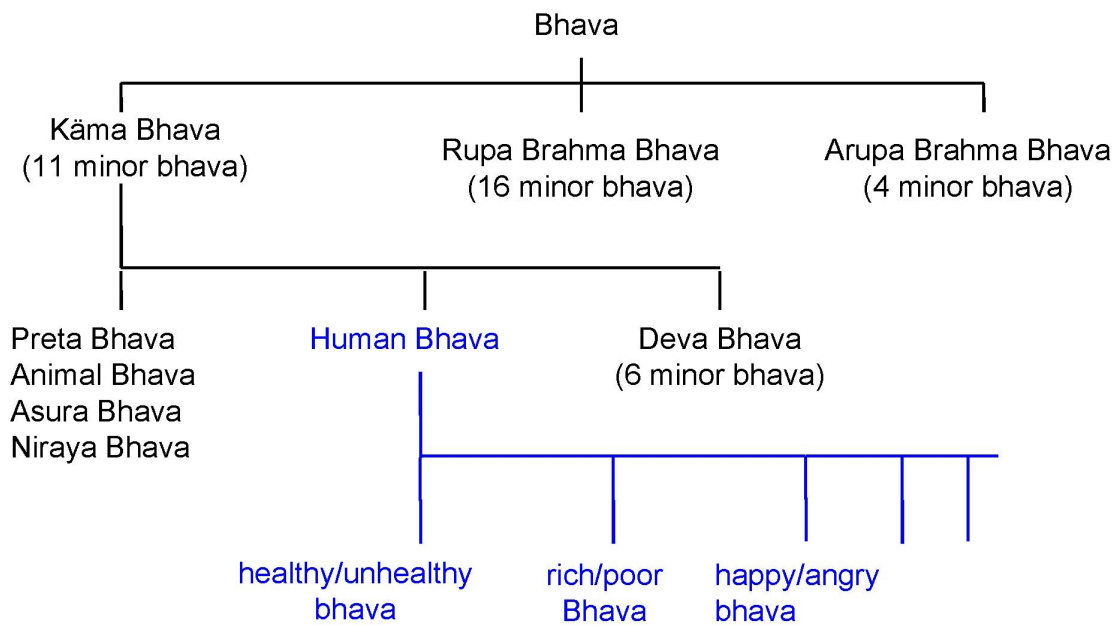 Bhava
Käma Bhava
(11 minor bhava)
Rupa Brahma Bhava
(16 minor bhava)
Arupa Brahma Bhava
(4 minor bhava)
Preta Bhava
Animal Bhava
Asura Bhava
Niraya Bhava
Human Bhava
Deva Bhava
(6 minor bhava)
healthy/unhealthy
bhava
rich/poor
Bhava
happy/angry
bhava